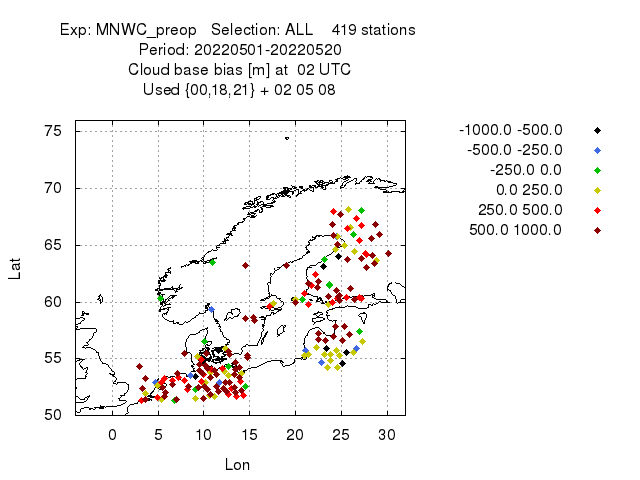 Exp: MNWC_preop Selection: ALL 419 stations
Period: 20220501-20220520
Cloud base bias [m] at 02 UTC
Used {00,18,21} + 02 05 08
75
70
65
60
55
50
0 5 10 15 20 25 30
Lat
Lon
-1000.0 -500.0
-500.0 -250.0
-250.0 0.0
0.0 250.0
250.0 500.0
500.0 1000.0